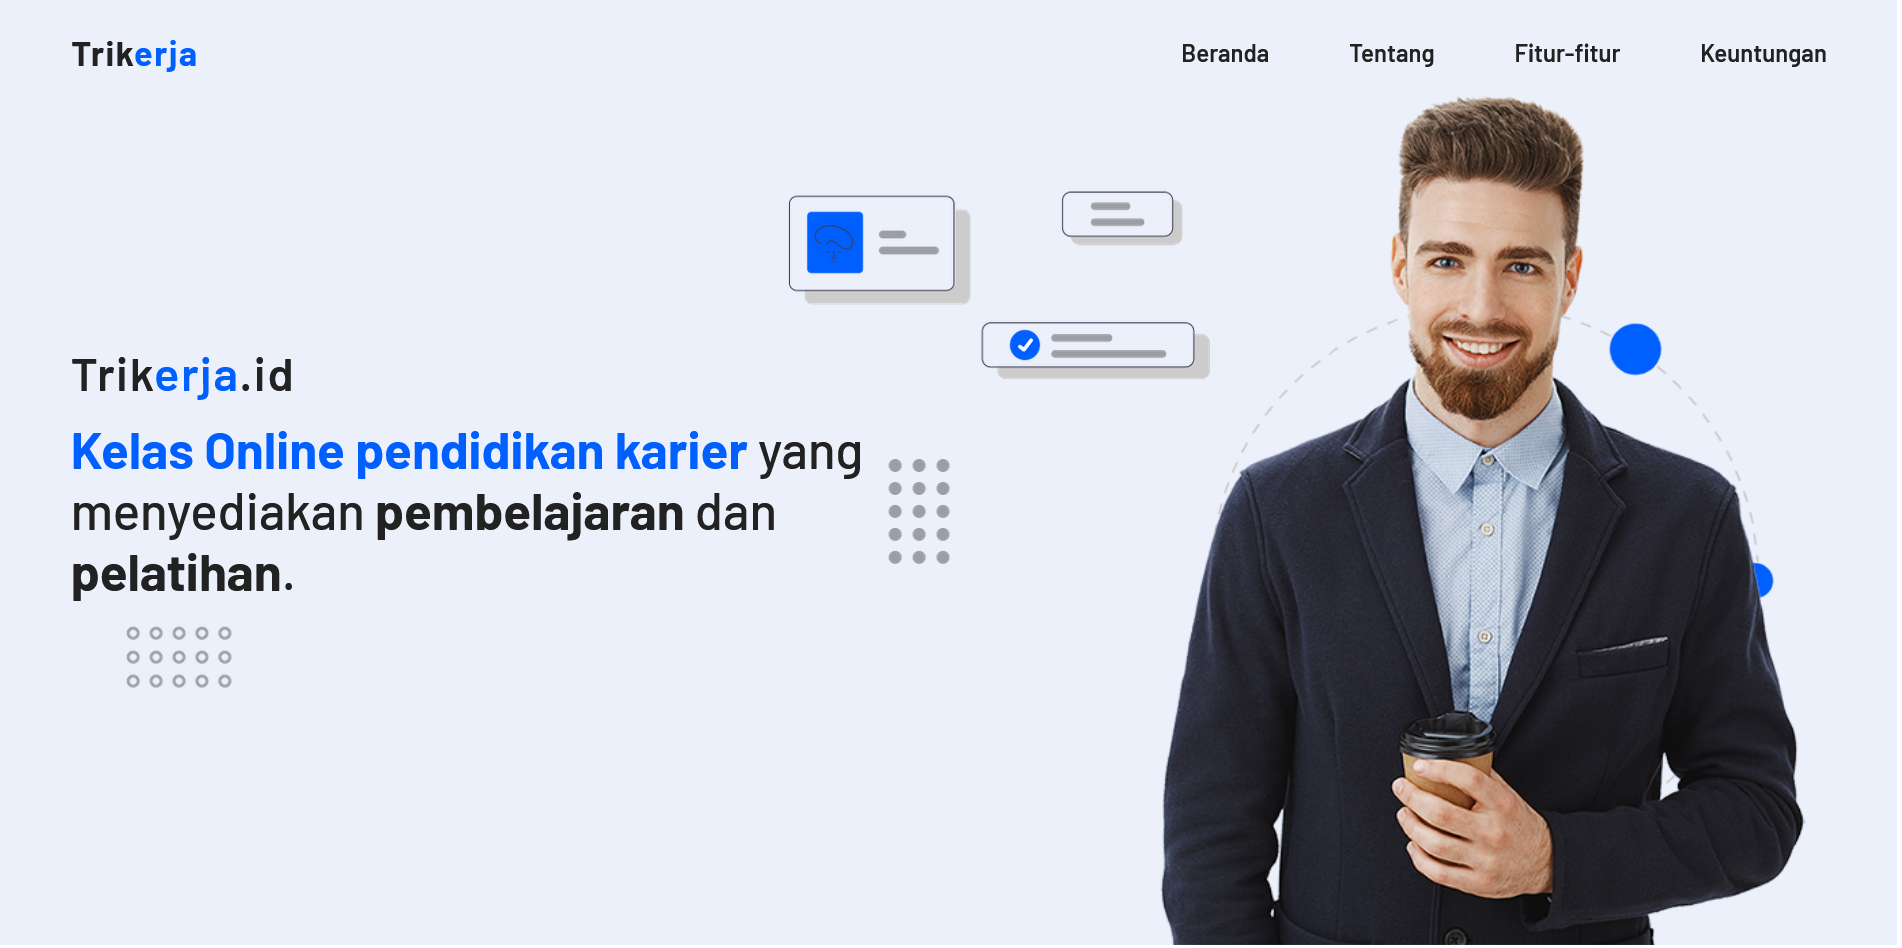 Trikerja
Beranda Tentang Fitur-fitur Keuntungan
Trikerja.id
Kelas Online pendidikan karier yang
menyediakan pembelajaran dan
pelatihan.